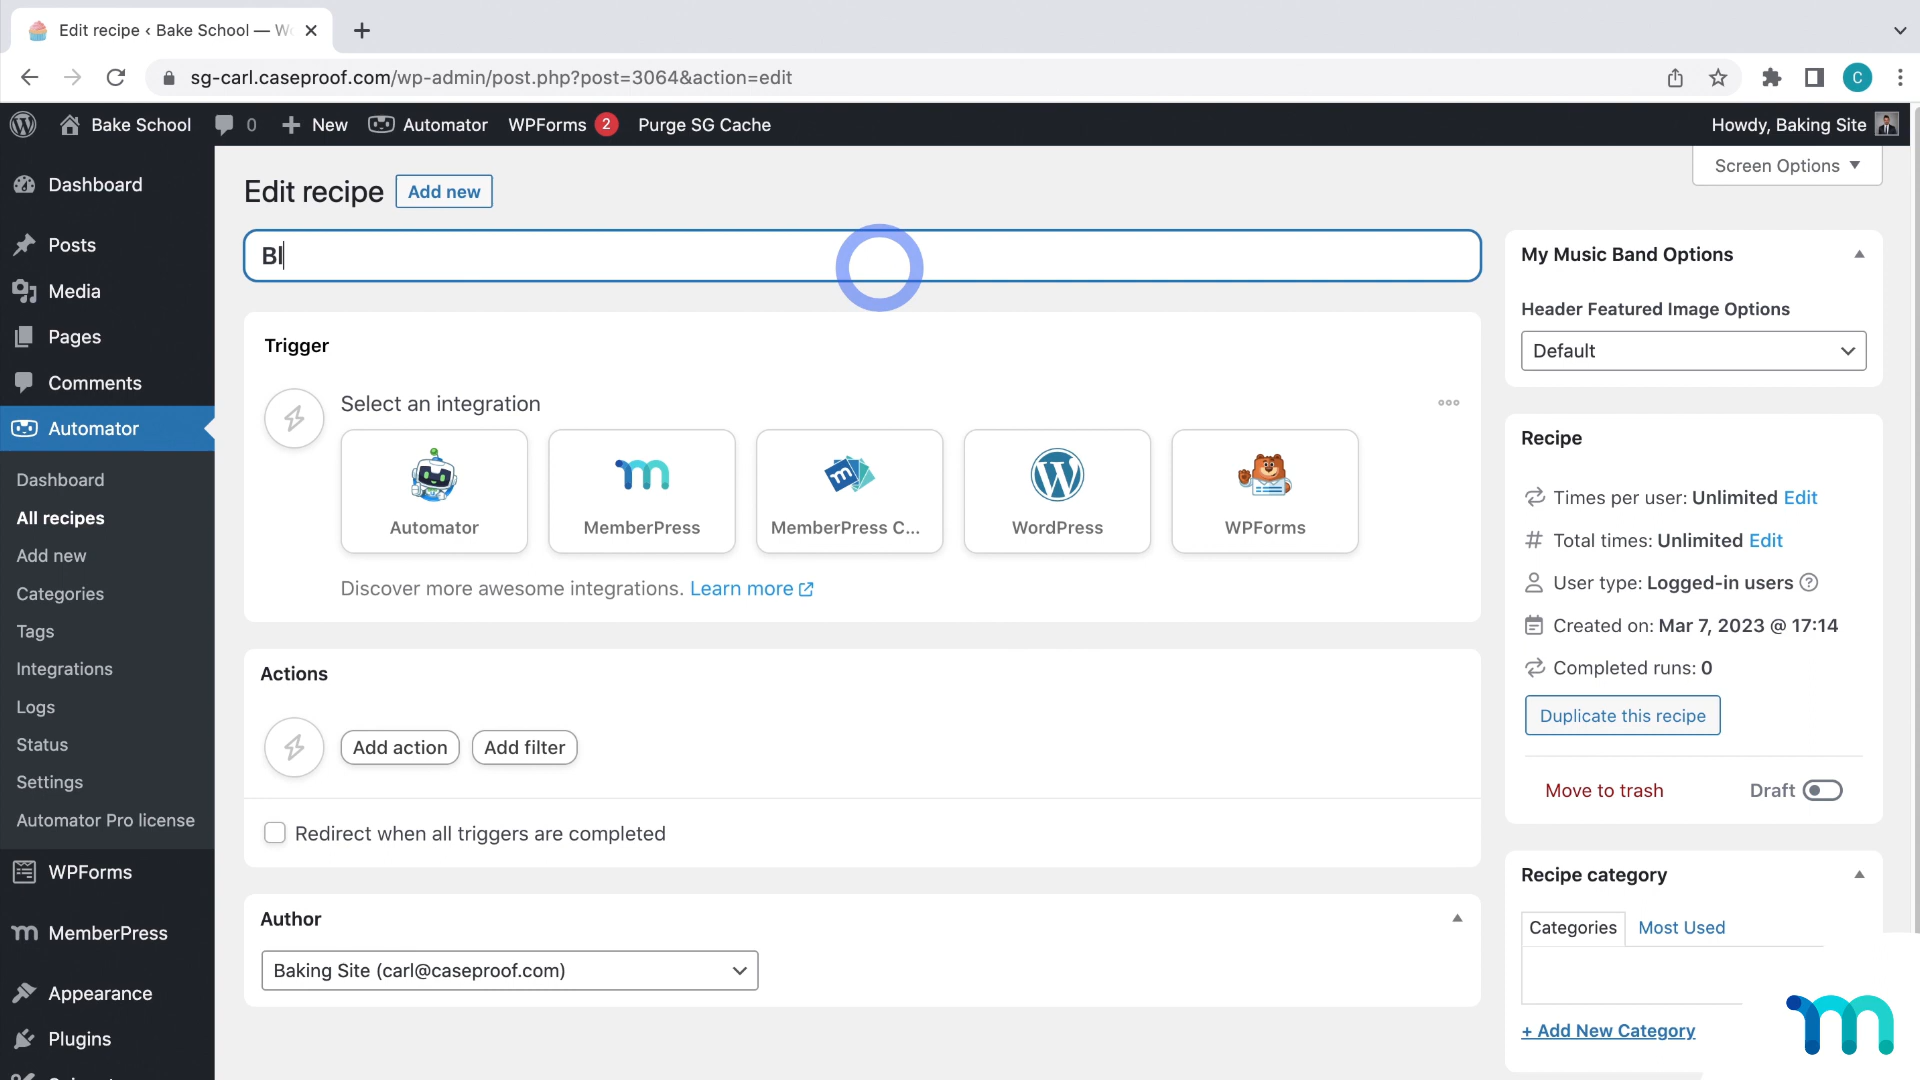 Edit recipe ‹ Bake School — W
sg-carl.caseproof.com/wp-admin/post.php?post=3064&action=edit
C
Bake School
0
New
Automator
WPForms 2
Purge SG Cache
Howdy, Baking Site
Dashboard
Posts
Media
Pages
Comments
Automator
Dashboard
All recipes
Add new
Categories
Tags
Integrations
Logs
Status
Settings
Automator Pro license
WPForms
MemberPress
Appearance
Plugins
Screen Options
Edit recipe
Add new
Bl
Trigger
Select an integration
Automator
MemberPress
MemberPress C...
WordPress
WPForms
Discover more awesome integrations. Learn more
Actions
Add action
Add filter
Redirect when all triggers are completed
Author
Baking Site (carl@caseproof.com)
My Music Band Options
Header Featured Image Options
Default
Recipe
Times per user: Unlimited Edit
Total times: Unlimited Edit
User type: Logged-in users
Created on: Mar 7, 2023 @ 17:14
Completed runs: 0
Duplicate this recipe
Move to trash
Draft
Recipe category
Categories
Most Used
+ Add New Category